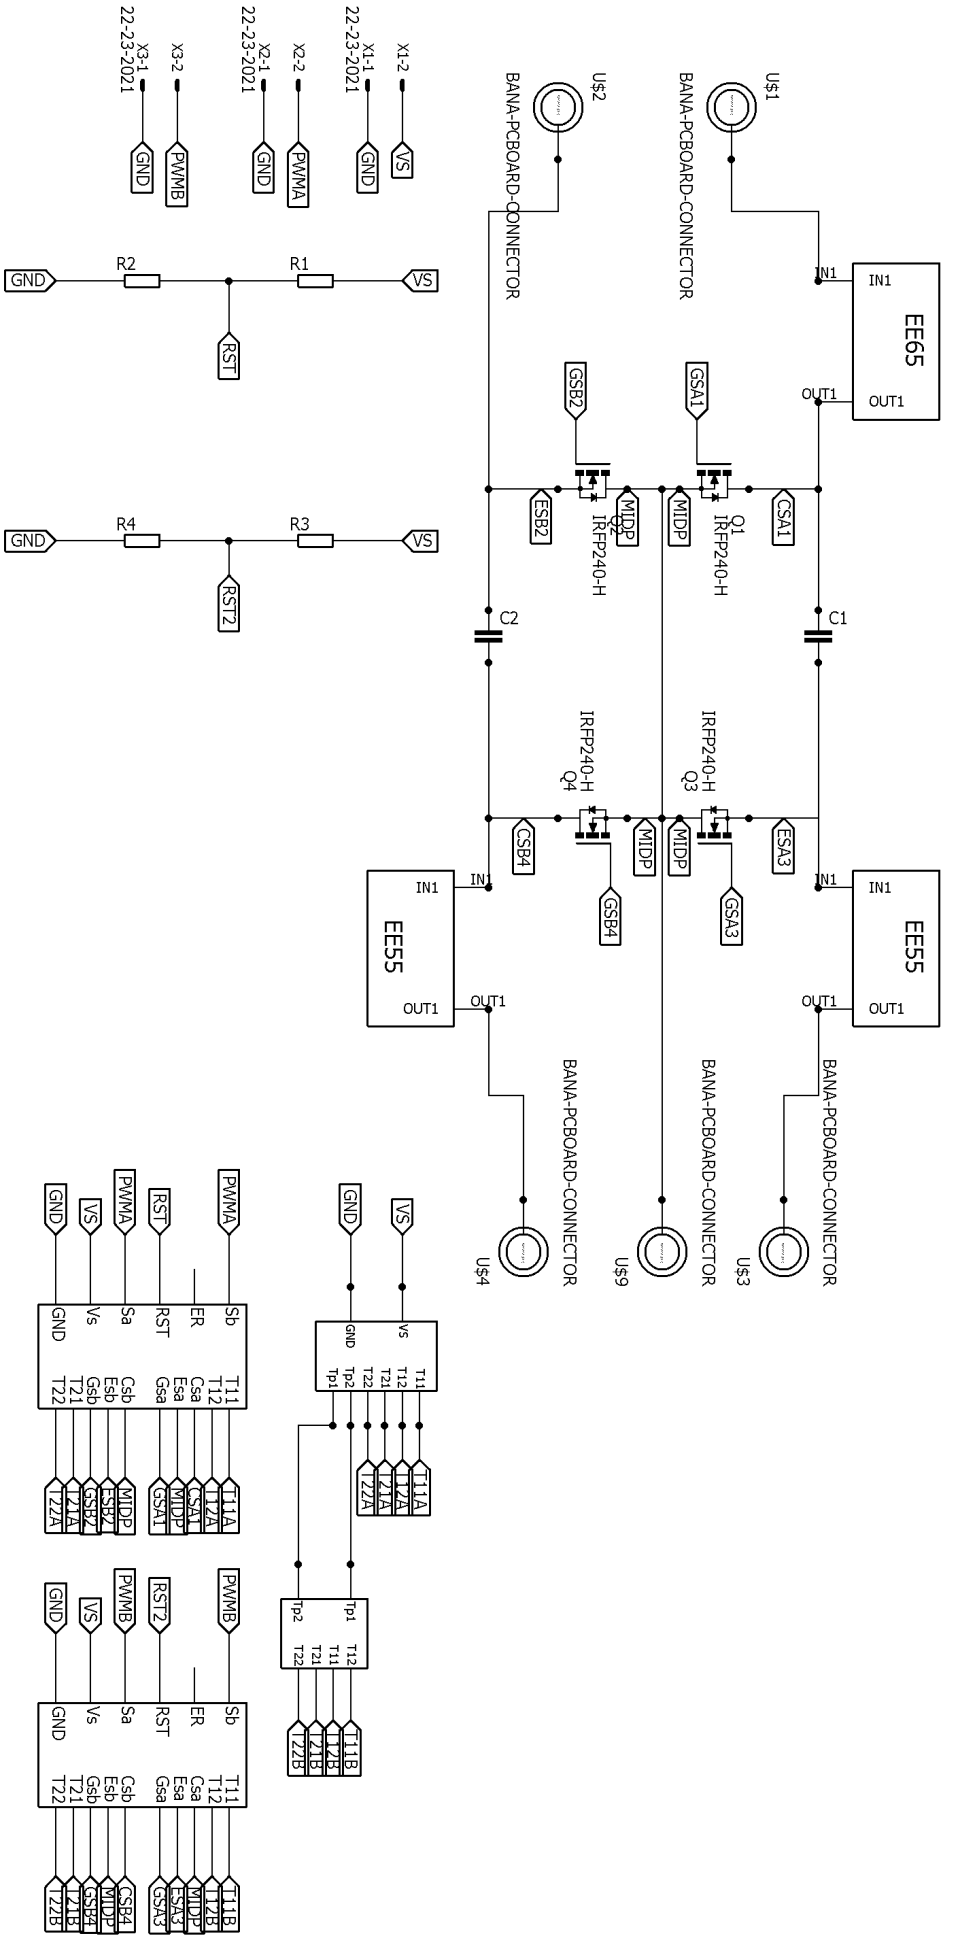 22-23-2021
X3-1
X3-2
GND
PWMB
22-23-2021
X2-1
X2-2
GND
PWMA
22-23-2021
X1-1
X1-2
GND
VS
U$2
BANA-PCBOARD-CONNECTOR
U$1
BANA-PCBOARD-CONNECTOR
IN1
IN1
EE65
OUT1
OUT1
GND
R2
R1
VS
RST
GSB2
GSA1
ESB2
MIDP
Q2
IRFP240-H
MIDP
Q1
IRFP240-H
CSA1
GND
R4
R3
VS
RST2
C2
C1
IRFP240-H
Q4
IRFP240-H
Q3
CSB4
MIDP
MIDP
ESA3
GSB4
GSA3
IN1
IN1
EE55
OUT1
OUT1
IN1
IN1
EE55
OUT1
OUT1
BANA-PCBOARD-CONNECTOR
U$4
BANA-PCBOARD-CONNECTOR
U$9
BANA-PCBOARD-CONNECTOR
U$3
GND
VS
PWMA
RST
PWMA
GND
Vs
Sa
RST
ER
Sb
T22
T21
Gsb
Esb
Csb
Gsa
Esa
Csa
T12
T11
T22A
T21A
GSB2
ESB2
MIDP
GSA1
MIDP
CSA1
T12A
T11A
GND
VS
GND
VS
Tp1
Tp2
T22
T21
T12
T11
T22A
T21A
T12A
T11A
Tp2
Tp1
T22
T21
T11
T12
T22B
T21B
T12B
T11B
GND
VS
PWMB
RST2
PWMB
GND
Vs
Sa
RST
ER
Sb
T22
T21
Gsb
Esb
Csb
Gsa
Esa
Csa
T12
T11
T22B
T21B
GSB4
MIDP
CSB4
GSA3
ESA3
MIDP
T12B
T11B